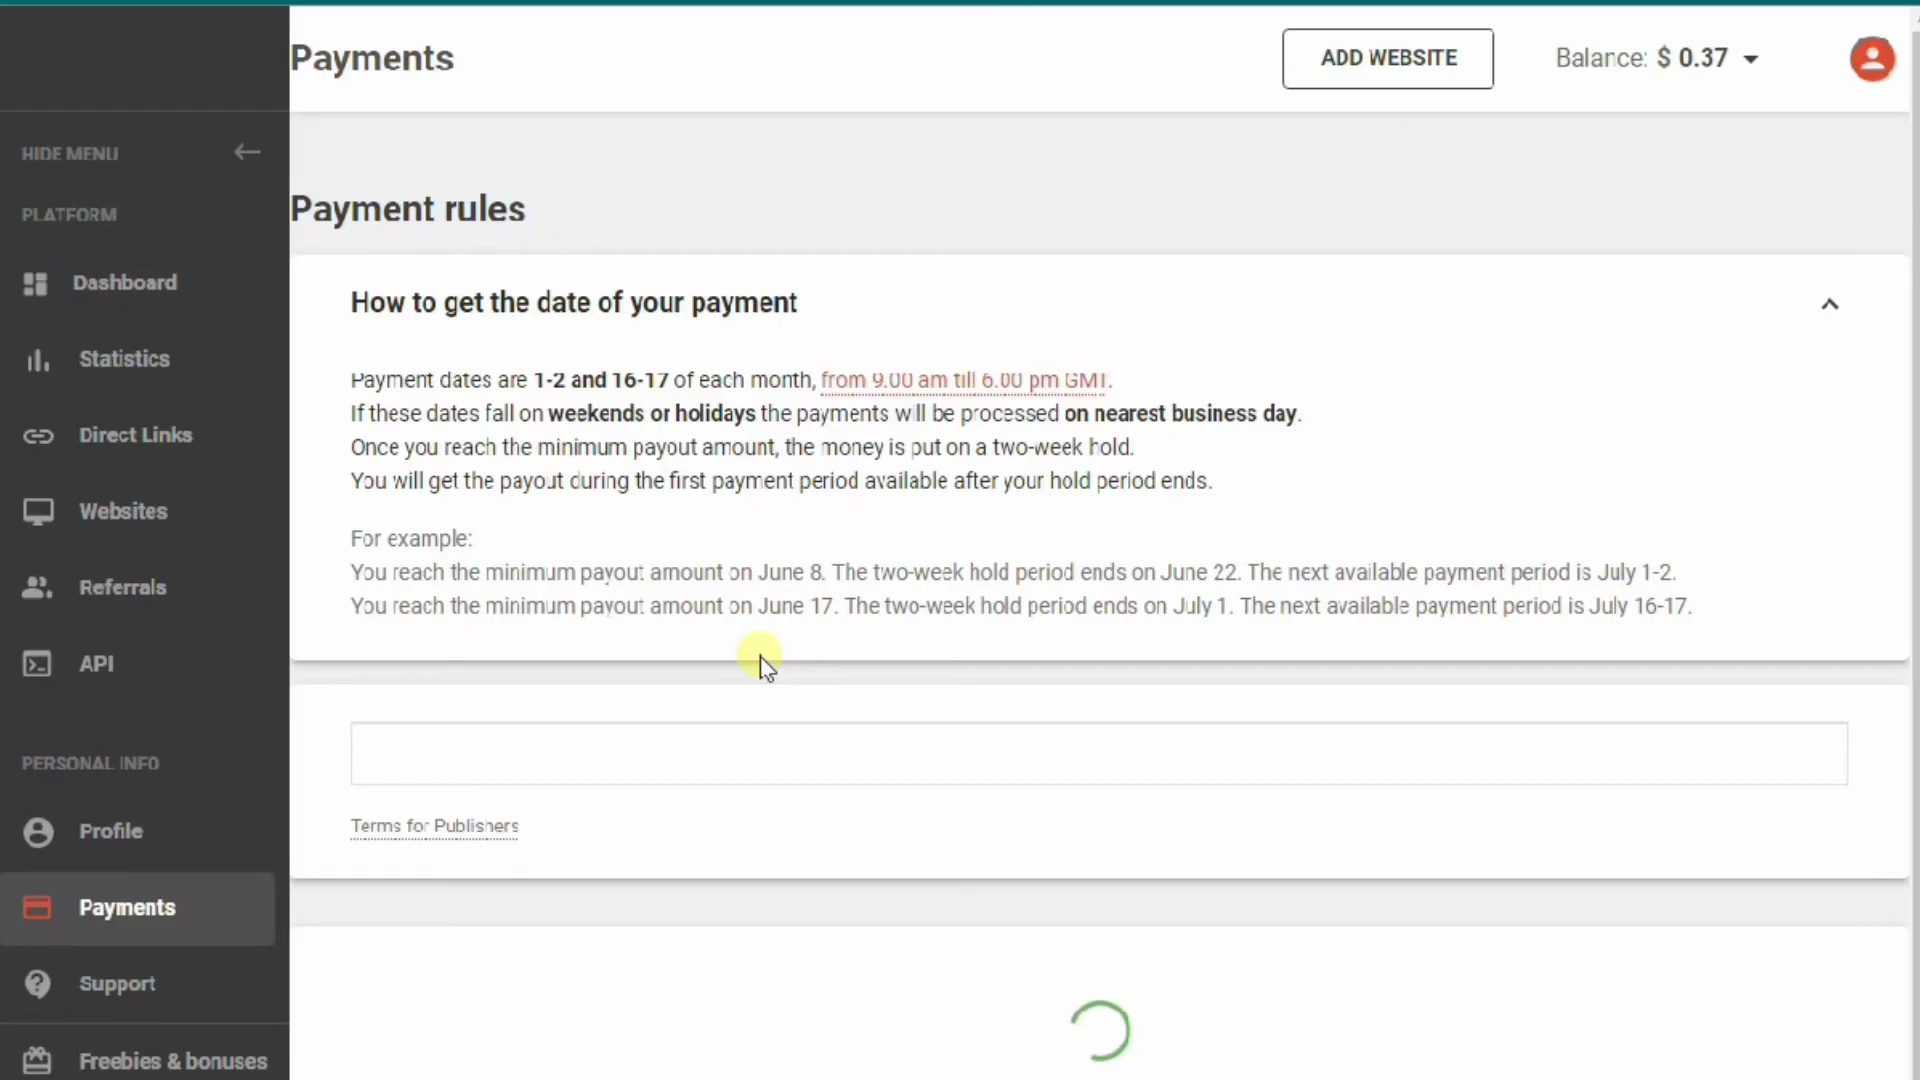 Payments
ADD WEBSITE
Balance: $ 0.37
HIDE MENU
PLATFORM
Dashboard
Statistics
Direct Links
Websites
Referrals
API
PERSONAL INFO
Profile
Payments
Support
Freebies & bonuses
Payment rules
How to get the date of your payment
Payment dates are 1-2 and 16-17 of each month, from 9.00 am till 6.00 pm GMT.
If these dates fall on weekends or holidays the payments will be processed on nearest business day.
Once you reach the minimum payout amount, the money is put on a two-week hold.
You will get the payout during the first payment period available after your hold period ends.
For example:
You reach the minimum payout amount on June 8. The two-week hold period ends on June 22. The next available payment period is July 1-2.
You reach the minimum payout amount on June 17. The two-week hold period ends on July 1. The next available payment period is July 16-17.
Terms for Publishers